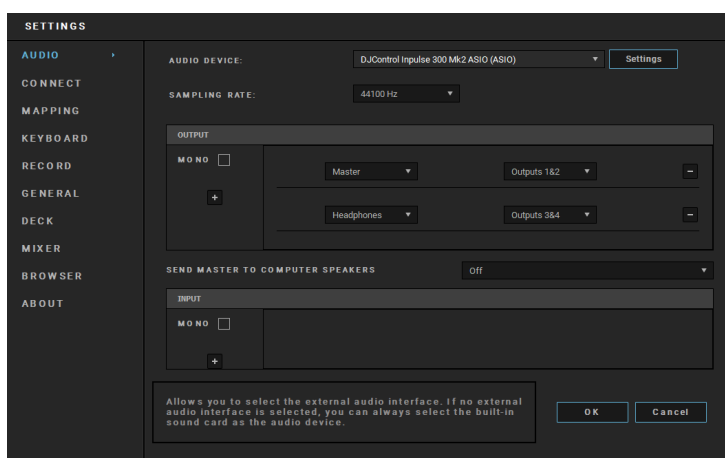 SETTINGS
AUDIO
CONNECT
MAPPING
KEYBOARD
RECORD
GENERAL
DECK
MIXER
BROWSER
ABOUT
AUDIO DEVICE:
DJControl Inpulse 300 Mk2 ASIO (ASIO)
Settings
SAMPLING RATE:
44100 Hz
OUTPUT
MONO
+
Master
Outputs 1&2
−
Headphones
Outputs 3&4
−
SEND MASTER TO COMPUTER SPEAKERS
Off
INPUT
MONO
+
Allows you to select the external audio interface. If no external
audio interface is selected, you can always select the built-in
sound card as the audio device.
OK
Cancel